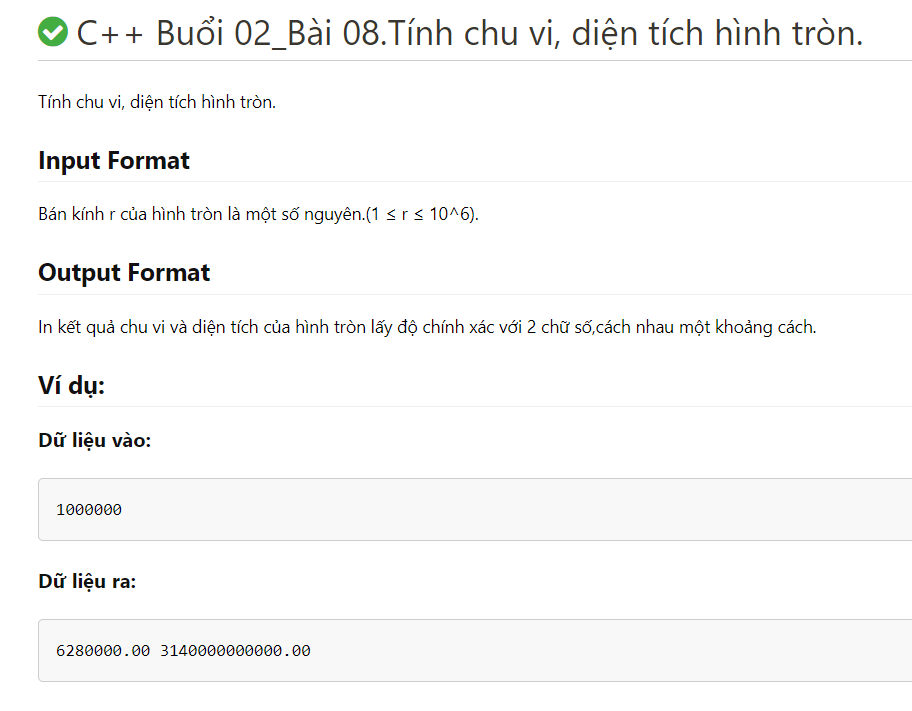 C++ Buổi 02_Bài 08.Tính chu vi, diện tích hình tròn.
Tính chu vi, diện tích hình tròn.
Input Format
Bán kính r của hình tròn là một số nguyên.(1 ≤ r ≤ 10^6).
Output Format
In kết quả chu vi và diện tích của hình tròn lấy độ chính xác với 2 chữ số,cách nhau một khoảng cách.
Ví dụ:
Dữ liệu vào:
1000000
Dữ liệu ra:
6280000.00 3140000000000.00